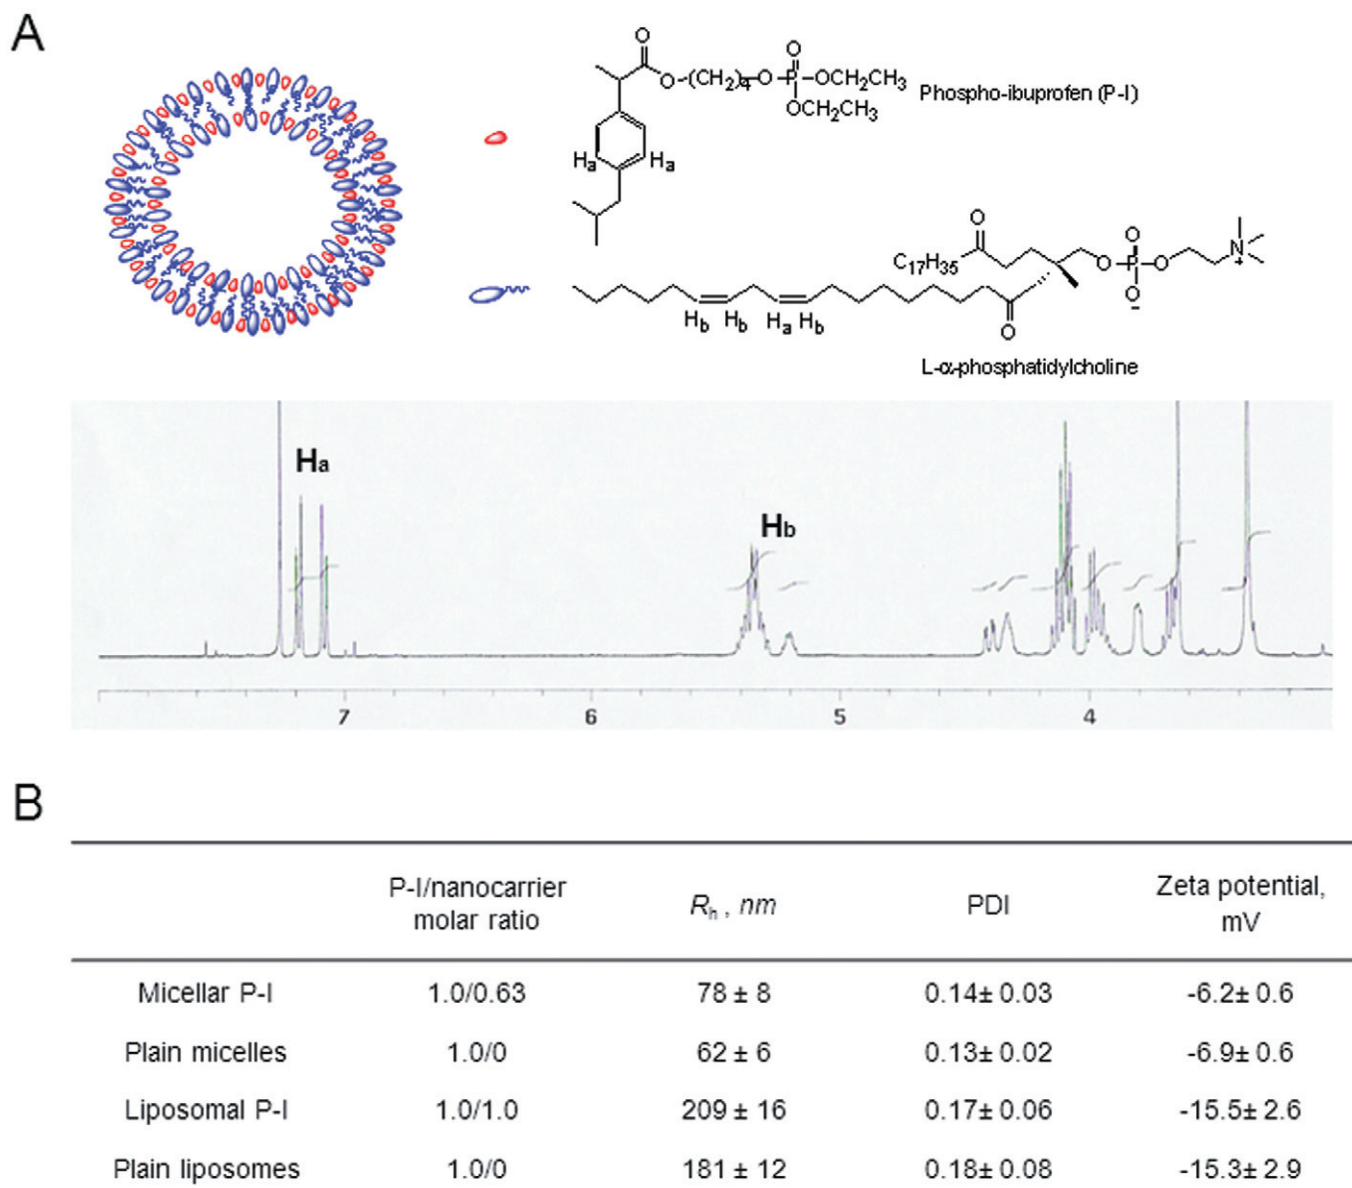 A
O
O
O-(CH₂)₄-O-P-OCH₂CH₃
OCH₂CH₃
Phospho-ibuprofen (P-I)
Hₐ Hₐ
O
C₁₇H₃₅
O
O-P-O
O
-
N
+
H_b H_b Hₐ H_b
O
L-α-phosphatidylcholine
Ha
Hb
7 6 5 4
B
P-I/nanocarrier
molar ratio
Rₕ , nm
PDI
Zeta potential,
mV
Micellar P-I 1.0/0.63 78 ± 8 0.14± 0.03 -6.2± 0.6
Plain micelles 1.0/0 62 ± 6 0.13± 0.02 -6.9± 0.6
Liposomal P-I 1.0/1.0 209 ± 16 0.17± 0.06 -15.5± 2.6
Plain liposomes 1.0/0 181 ± 12 0.18± 0.08 -15.3± 2.9